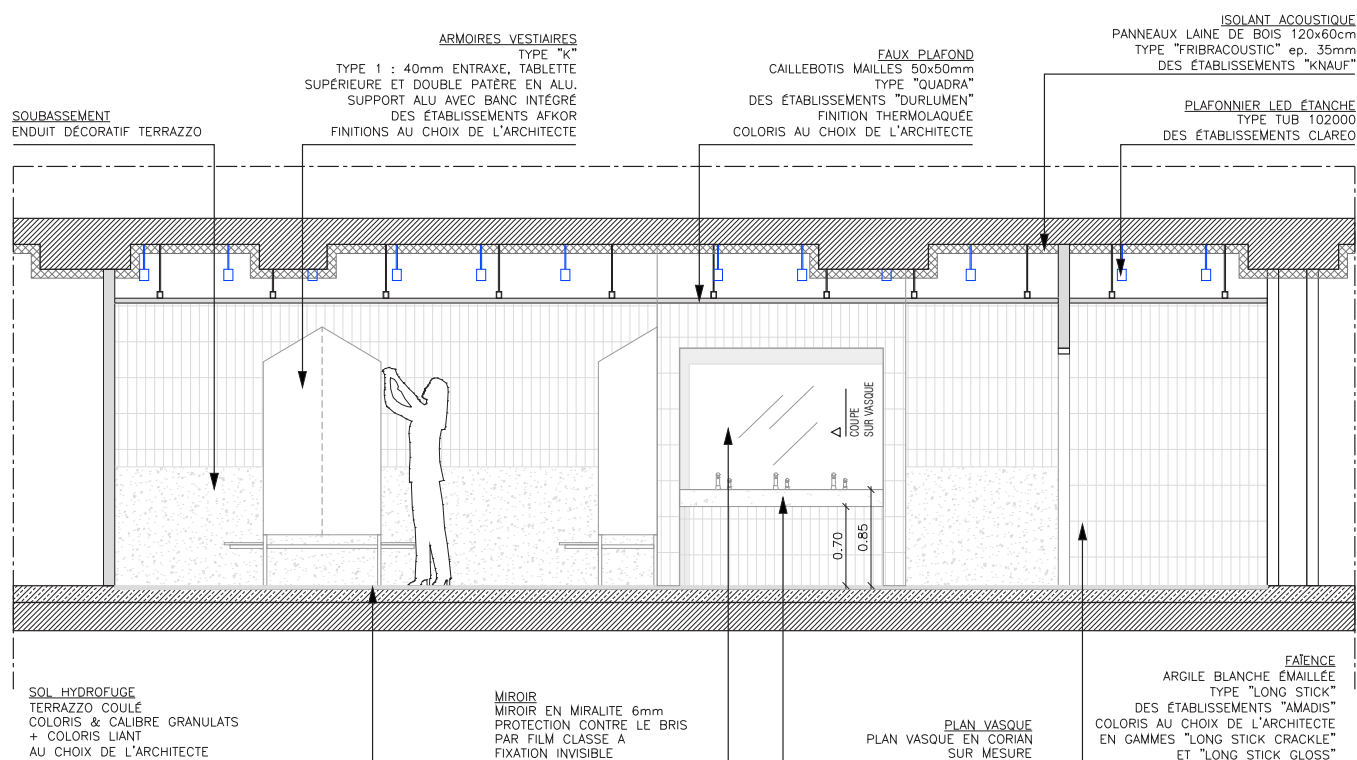 ISOLANT ACOUSTIQUE
PANNEAUX LAINE DE BOIS 120x60cm
TYPE "FRIBRACOUSTIC" ep. 35mm
DES ÉTABLISSEMENTS "KNAUF"
ARMOIRES VESTIAIRES
TYPE "K"
TYPE 1 : 40mm ENTRAXE, TABLETTE
SUPÉRIEURE ET DOUBLE PATÈRE EN ALU.
SUPPORT ALU AVEC BANC INTÉGRÉ
DES ÉTABLISSEMENTS AFKOR
FINITIONS AU CHOIX DE L'ARCHITECTE
FAUX PLAFOND
CAILLEBOTIS MAILLES 50x50mm
TYPE "QUADRA"
DES ÉTABLISSEMENTS "DURLUMEN"
FINITION THERMOLAQUÉE
COLORIS AU CHOIX DE L'ARCHITECTE
SOUBASSEMENT
ENDUIT DÉCORATIF TERRAZZO
PLAFONNIER LED ÉTANCHE
TYPE TUB 102000
DES ÉTABLISSEMENTS CLAREO
COUPE
SUR VASQUE
0.70
0.85
SOL HYDROFUGE
TERRAZZO COULÉ
COLORIS & CALIBRE GRANULATS
+ COLORIS LIANT
AU CHOIX DE L'ARCHITECTE
MIROIR
MIROIR EN MIRALITE 6mm
PROTECTION CONTRE LE BRIS
PAR FILM CLASSE A
FIXATION INVISIBLE
PLAN VASQUE
PLAN VASQUE EN CORIAN
SUR MESURE
FAÏENCE
ARGILE BLANCHE ÉMAILLÉE
TYPE "LONG STICK"
DES ÉTABLISSEMENTS "AMADIS"
COLORIS AU CHOIX DE L'ARCHITECTE
EN GAMMES "LONG STICK CRACKLE"
ET "LONG STICK GLOSS"